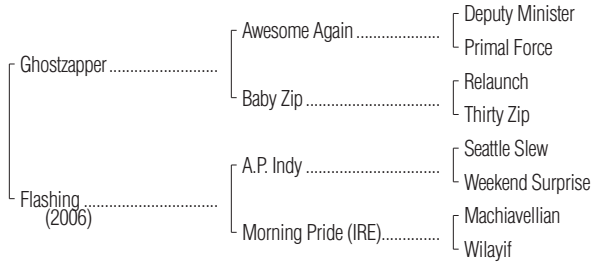 Deputy Minister
Awesome Again ..................
Primal Force
Ghostzapper ........................
Relaunch
Baby Zip .............................
Thirty Zip
Seattle Slew
A.P. Indy .............................
Weekend Surprise
Flashing .............................
(2006)
Machiavellian
Morning Pride (IRE)..............
Wilayif